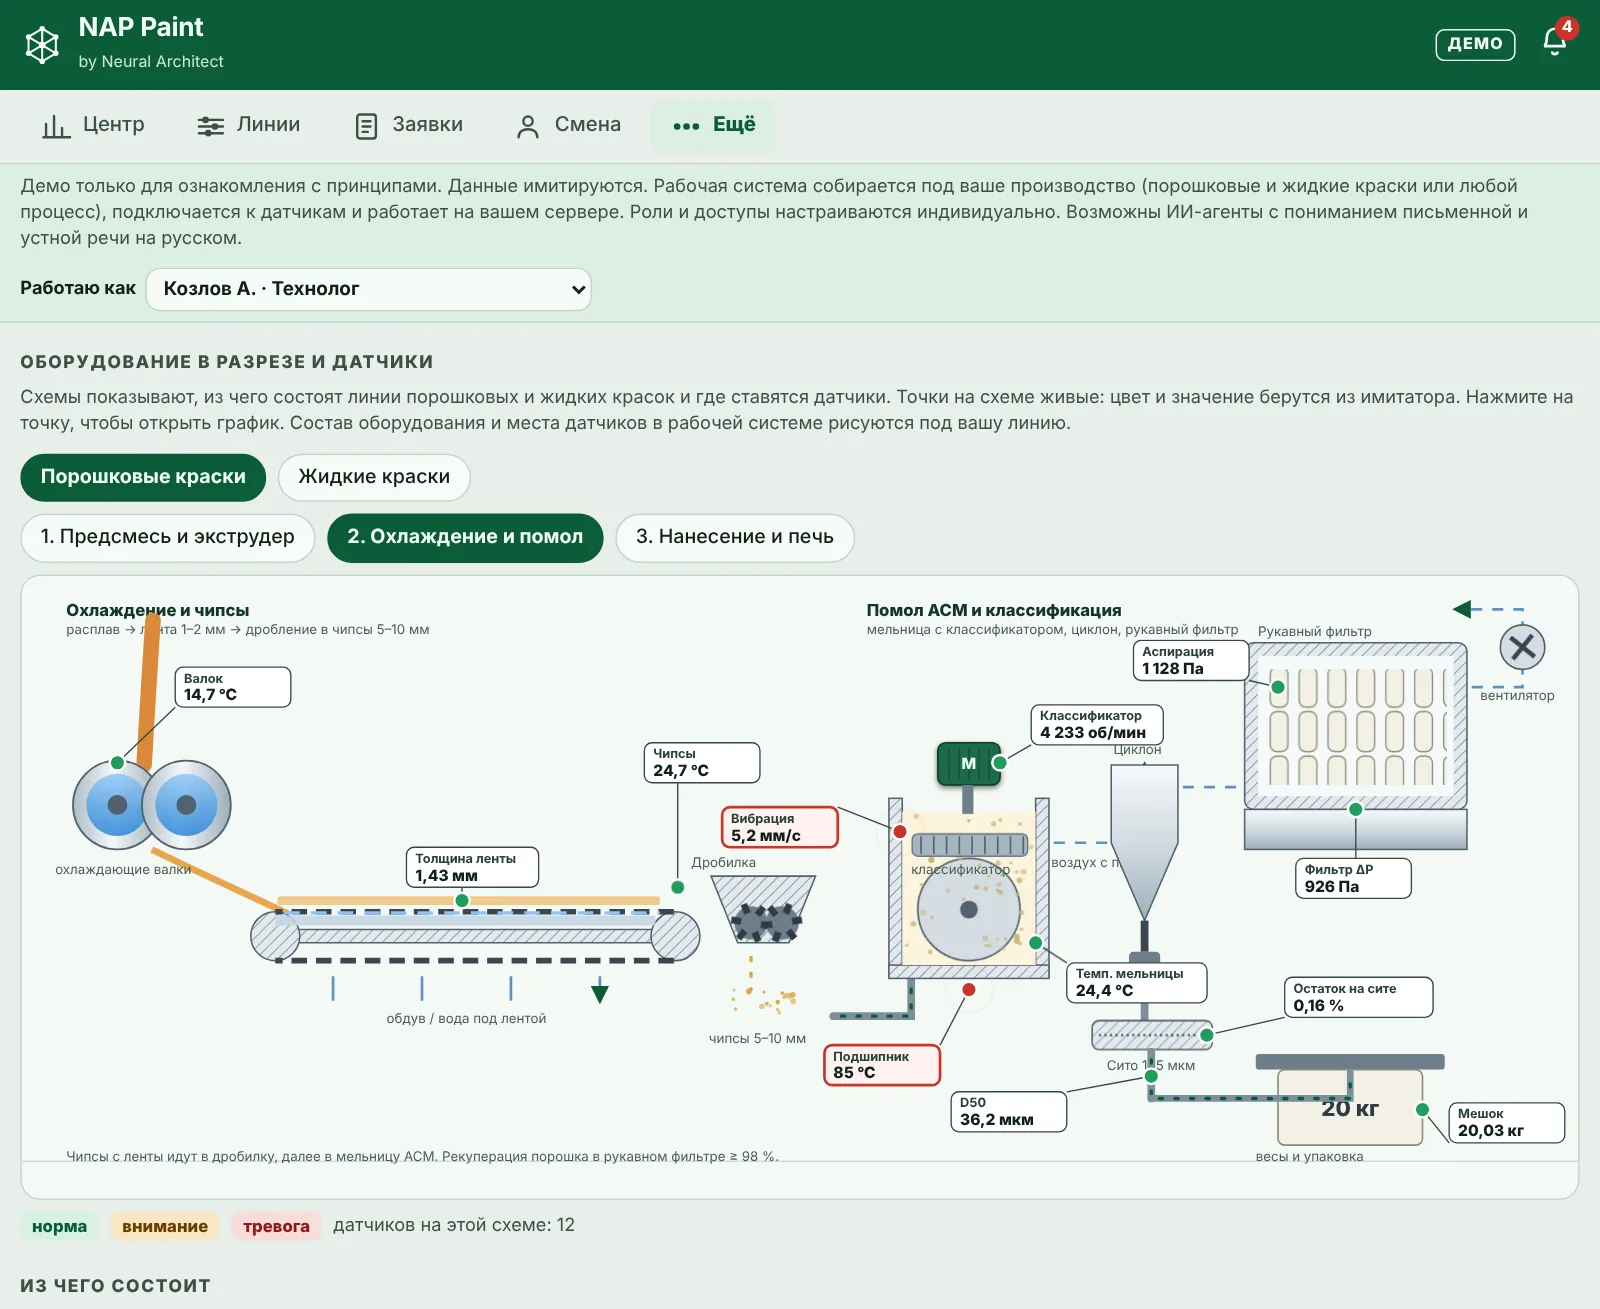 NAP Paint
by Neural Architect
ДЕМО
4
Центр
Линии
Заявки
Смена
Ещё
Демо только для ознакомления с принципами. Данные имитируются. Рабочая система собирается под ваше производство (порошковые и жидкие краски или любой
процесс), подключается к датчикам и работает на вашем сервере. Роли и доступы настраиваются индивидуально. Возможны ИИ-агенты с пониманием письменной и
устной речи на русском.
Работаю как
Козлов А. · Технолог
ОБОРУДОВАНИЕ В РАЗРЕЗЕ И ДАТЧИКИ
Схемы показывают, из чего состоят линии порошковых и жидких красок и где ставятся датчики. Точки на схеме живые: цвет и значение берутся из имитатора. Нажмите на
точку, чтобы открыть график. Состав оборудования и места датчиков в рабочей системе рисуются под вашу линию.
Порошковые краски
Жидкие краски
1. Предсмесь и экструдер
2. Охлаждение и помол
3. Нанесение и печь
Охлаждение и чипсы
расплав → лента 1–2 мм → дробление в чипсы 5–10 мм
Помол АСМ и классификация
мельница с классификатором, циклон, рукавный фильтр
Рукавный фильтр
Аспирация
1 128 Па
вентилятор
Валок
14,7 °C
Классификатор
4 233 об/мин
Циклон
Чипсы
24,7 °C
M
Вибрация
5,2 мм/с
Толщина ленты
1,43 мм
Дробилка
воздух с п
классификатор
охлаждающие валки
Фильтр ΔP
926 Па
Темп. мельницы
24,4 °C
Остаток на сите
0,16 %
обдув / вода под лентой
чипсы 5–10 мм
Подшипник
85 °C
Сито 1 5 мкм
D50
36,2 мкм
20 кг
Мешок
20,03 кг
Чипсы с ленты идут в дробилку, далее в мельницу АСМ. Рекуперация порошка в рукавном фильтре ≥ 98 %.
весы и упаковка
норма
внимание
тревога
датчиков на этой схеме: 12
ИЗ ЧЕГО СОСТОИТ